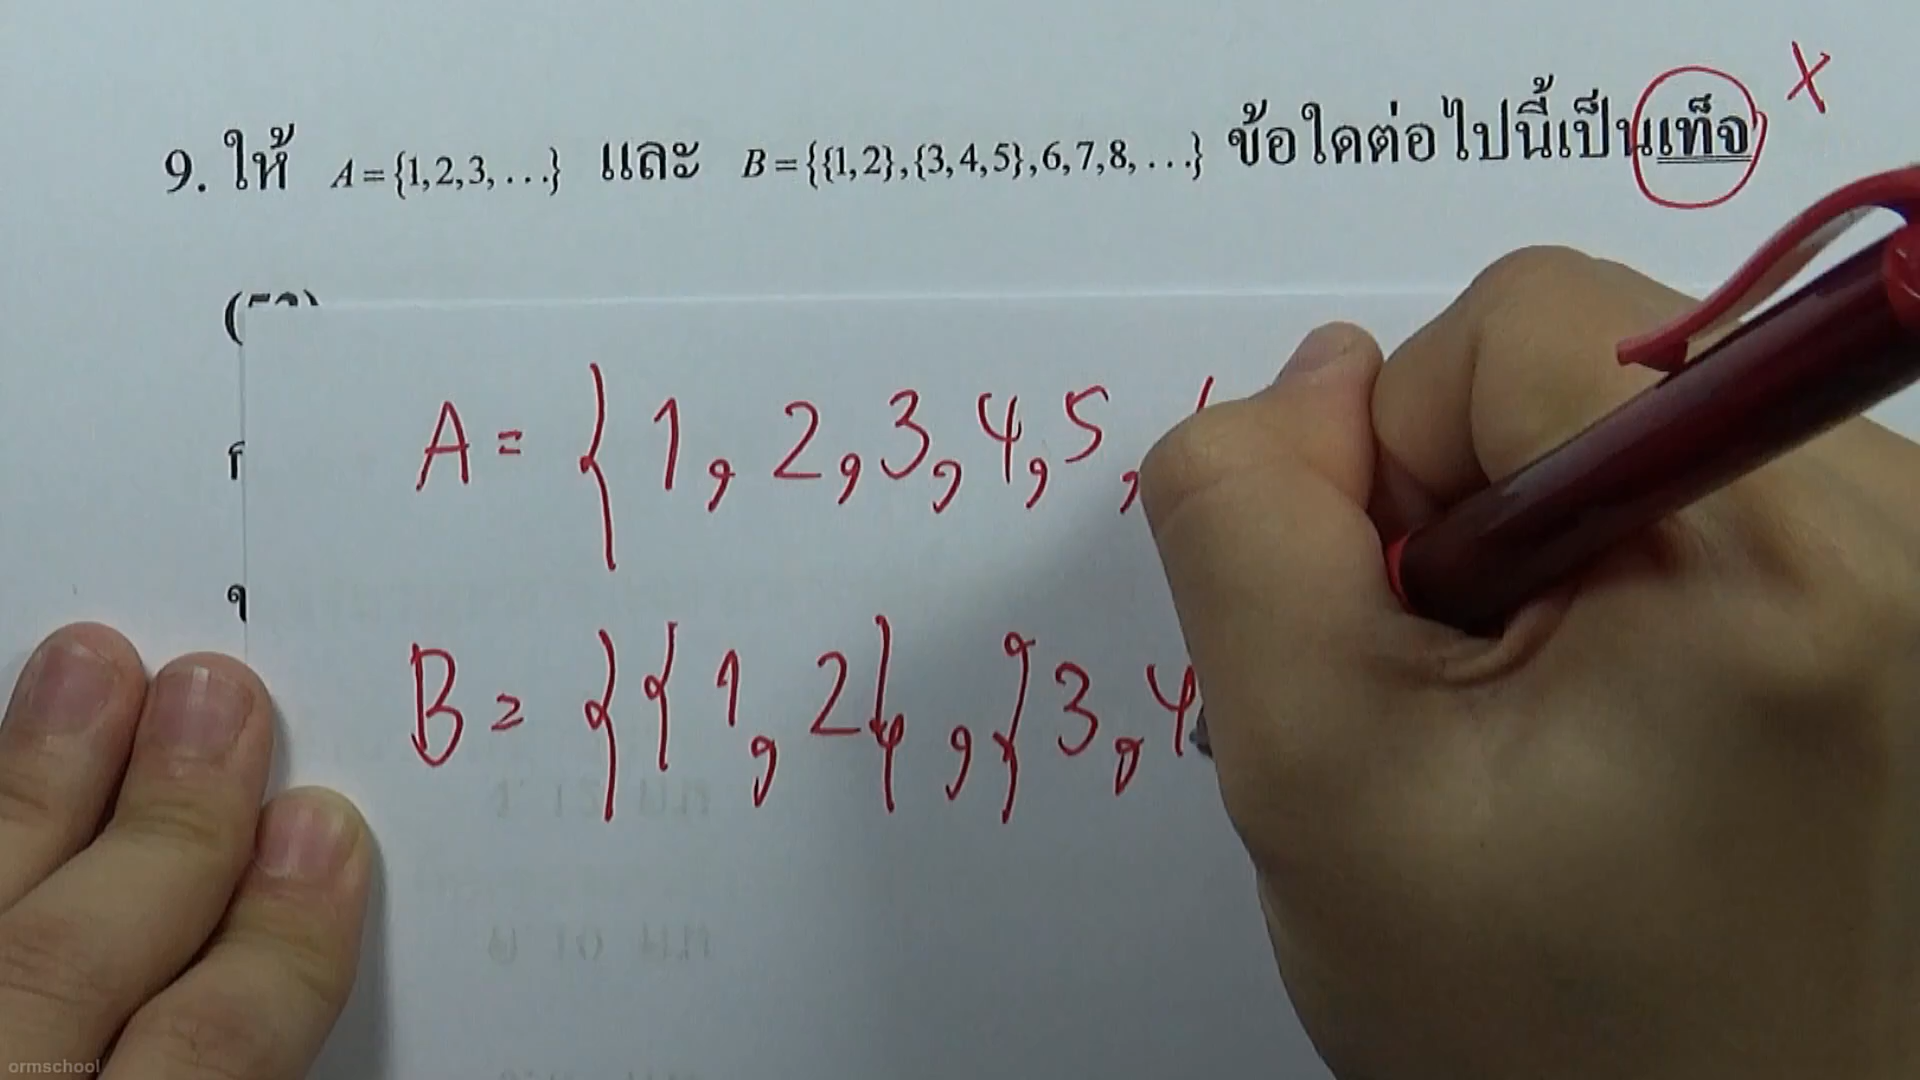 9. ให้ A = {1,2,3, ...} และ B = {{1,2},{3,4,5},6,7,8, ...} ข้อใดต่อไปนี้เป็นเท็จ X
A = { 1, 2, 3, 4, 5,
B = { { 1, 2 }, } 3, 4
ormschool